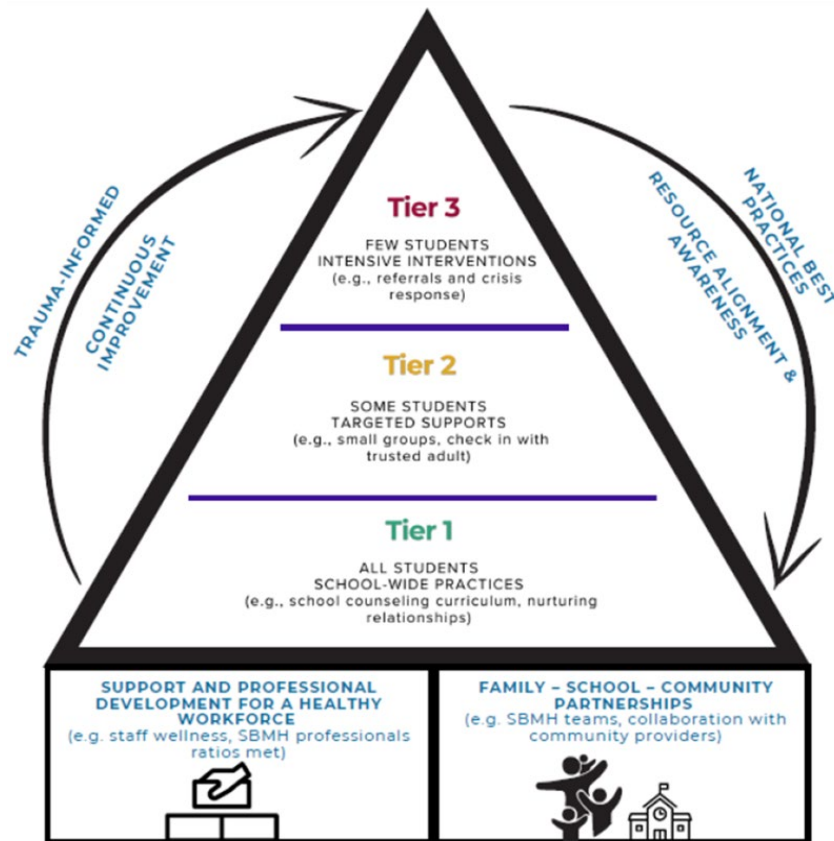 Tier 3
FEW STUDENTS
INTENSIVE INTERVENTIONS
(e.g., referrals and crisis
response)
Tier 2
SOME STUDENTS
TARGETED SUPPORTS
(e.g., small groups, check in with
trusted adult)
Tier 1
ALL STUDENTS
SCHOOL-WIDE PRACTICES
(e.g., school counseling curriculum, nurturing
relationships)
TRAUMA-INFORMED
CONTINUOUS
IMPROVEMENT
NATIONAL BEST
PRACTICES
RESOURCE ALIGNMENT &
AWARENESS
SUPPORT AND PROFESSIONAL
DEVELOPMENT FOR A HEALTHY
WORKFORCE
(e.g. staff wellness, SBMH professionals
ratios met)
FAMILY – SCHOOL – COMMUNITY
PARTNERSHIPS
(e.g. SBMH teams, collaboration with
community providers)